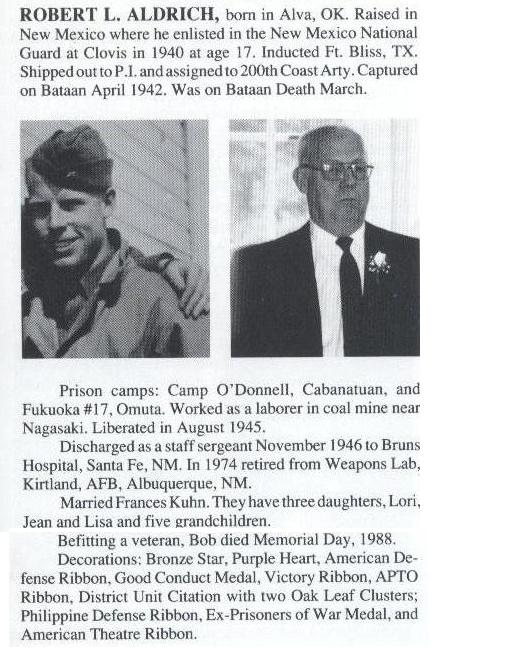 ROBERT L. ALDRICH, born in Alva, OK. Raised in
New Mexico where he enlisted in the New Mexico National
Guard at Clovis in 1940 at age 17. Inducted Ft. Bliss, TX.
Shipped out to P.I. and assigned to 200th Coast Arty. Captured
on Bataan April 1942. Was on Bataan Death March.
Prison camps: Camp O'Donnell, Cabanatuan, and
Fukuoka #17, Omuta. Worked as a laborer in coal mine near
Nagasaki. Liberated in August 1945.
Discharged as a staff sergeant November 1946 to Bruns
Hospital, Santa Fe, NM. In 1974 retired from Weapons Lab,
Kirtland, AFB, Albuquerque, NM.
Married Frances Kuhn. They have three daughters, Lori,
Jean and Lisa and five grandchildren.
Befitting a veteran, Bob died Memorial Day, 1988.
Decorations: Bronze Star, Purple Heart, American De-
fense Ribbon, Good Conduct Medal, Victory Ribbon, APTO
Ribbon, District Unit Citation with two Oak Leaf Clusters;
Philippine Defense Ribbon, Ex-Prisoners of War Medal, and
American Theatre Ribbon.